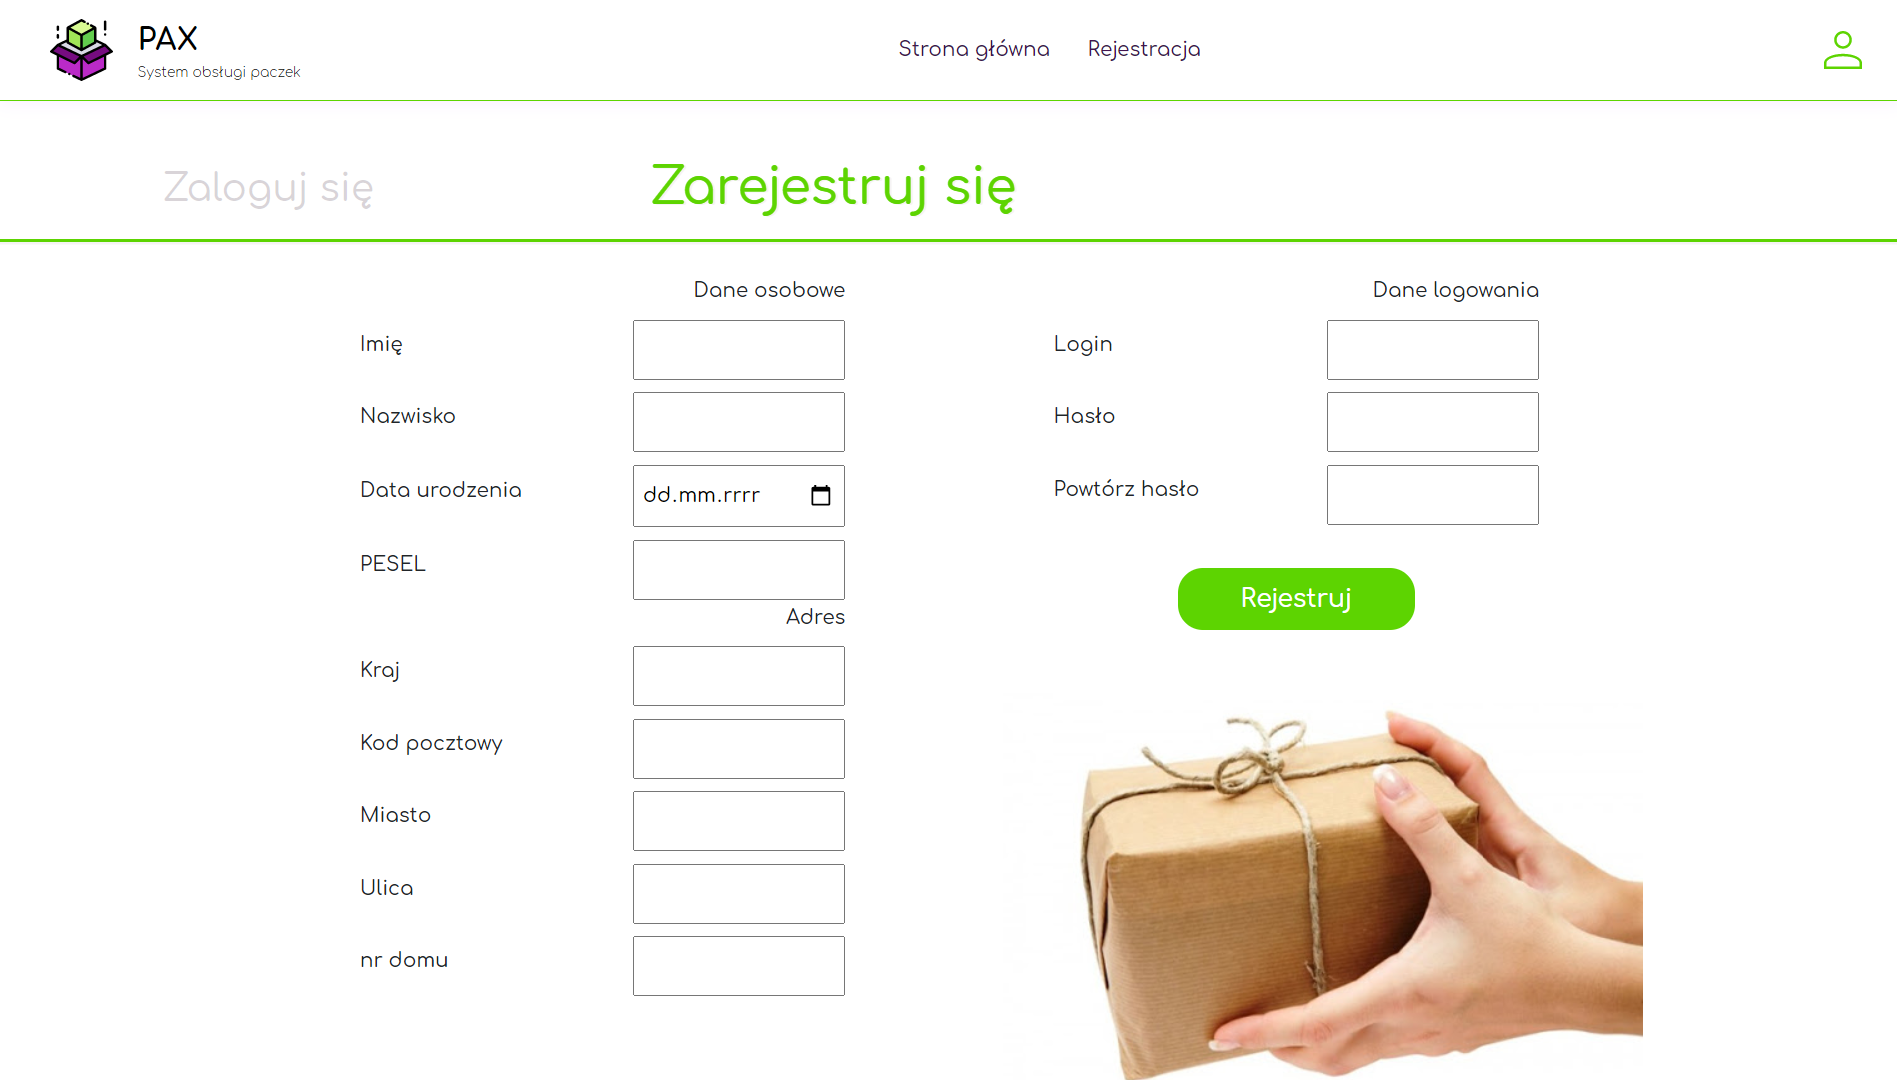 PAX
System obsługi paczek
Strona główna
Rejestracja
Zaloguj się
Zarejestruj się
Dane osobowe
Imię
Nazwisko
Data urodzenia
dd.mm.rrrr
PESEL
Adres
Kraj
Kod pocztowy
Miasto
Ulica
nr domu
Dane logowania
Login
Hasło
Powtórz hasło
Rejestruj